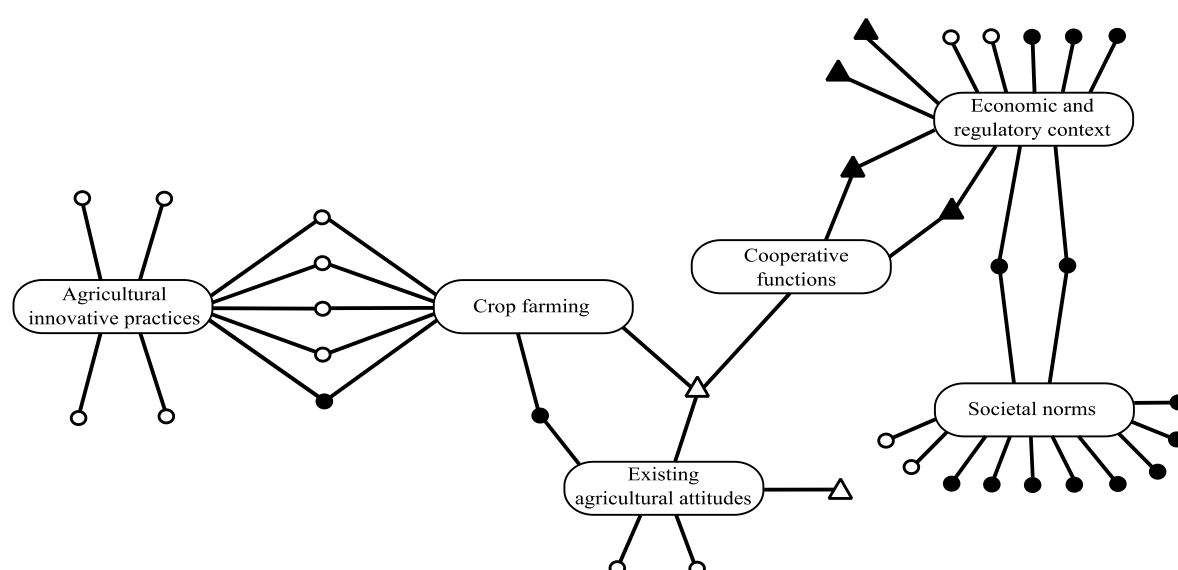 Economic and
regulatory context
Cooperative
functions
Agricultural
innovative practices
Crop farming
Societal norms
Existing
agricultural attitudes